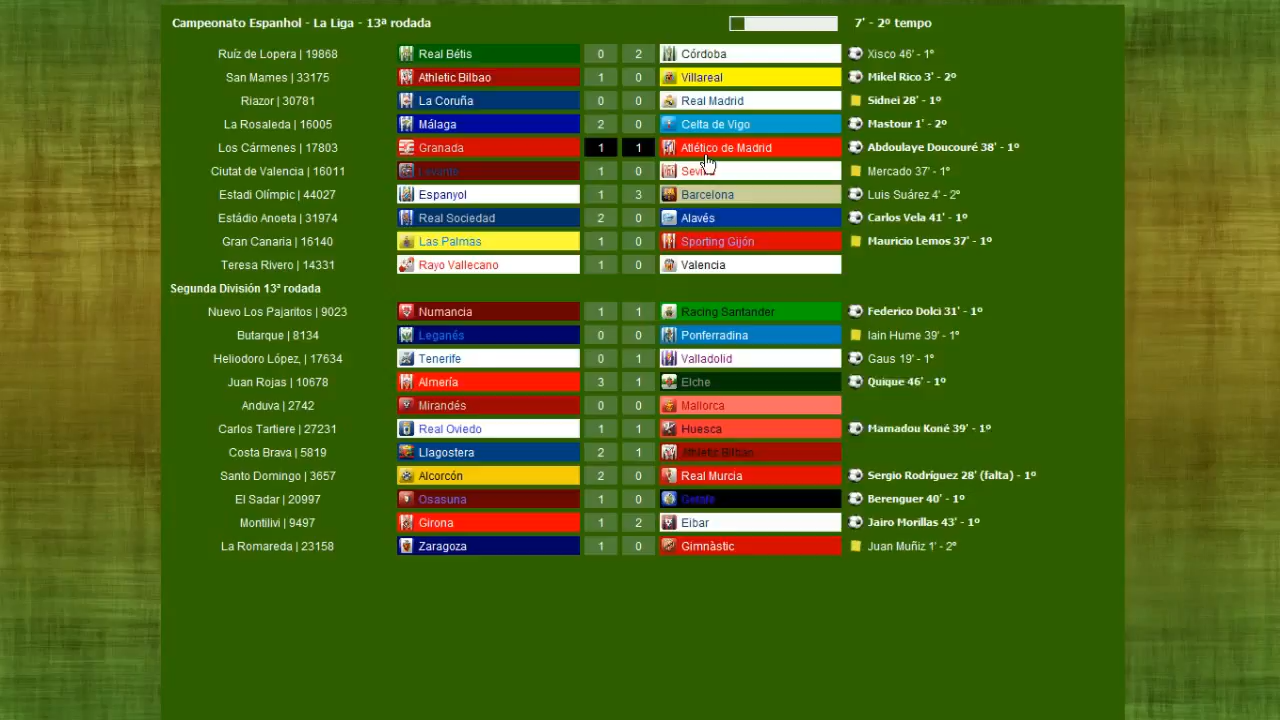 Campeonato Espanhol - La Liga - 13ª rodada 7' - 2º tempo
Ruíz de Lopera | 19868 Real Bétis 0 2 Córdoba Xisco 46' - 1º
San Mames | 33175 Athletic Bilbao 1 0 Villareal Mikel Rico 3' - 2º
Riazor | 30781 La Coruña 0 0 Real Madrid Sidnei 28' - 1º
La Rosaleda | 16005 Málaga 2 0 Celta de Vigo Mastour 1' - 2º
Los Cármenes | 17803 Granada 1 1 Atlético de Madrid Abdoulaye Doucouré 38' - 1º
Ciutat de Valencia | 16011 Levante 1 0 Sevilla Mercado 37' - 1º
Estadi Olímpic | 44027 Espanyol 1 3 Barcelona Luis Suárez 4' - 2º
Estádio Anoeta | 31974 Real Sociedad 2 0 Alavés Carlos Vela 41' - 1º
Gran Canaria | 16140 Las Palmas 1 0 Sporting Gijón Mauricio Lemos 37' - 1º
Teresa Rivero | 14331 Rayo Vallecano 1 0 Valencia
Segunda División 13ª rodada
Nuevo Los Pajaritos | 9023 Numancia 1 1 Racing Santander Federico Dolci 31' - 1º
Butarque | 8134 Leganés 0 0 Ponferradina Iain Hume 39' - 1º
Heliodoro López, | 17634 Tenerife 0 1 Valladolid Gaus 19' - 1º
Juan Rojas | 10678 Almería 3 1 Elche Quique 46' - 1º
Anduva | 2742 Mirandés 0 0 Mallorca
Carlos Tartiere | 27231 Real Oviedo 1 1 Huesca Mamadou Koné 39' - 1º
Costa Brava | 5819 Llagostera 2 1 Athletic Bilbao
Santo Domingo | 3657 Alcorcón 2 0 Real Murcia Sergio Rodríguez 28' (falta) - 1º
El Sadar | 20997 Osasuna 1 0 Getafe Berenguer 40' - 1º
Montilivi | 9497 Girona 1 2 Eibar Jairo Morillas 43' - 1º
La Romareda | 23158 Zaragoza 1 0 Gimnàstic Juan Muñiz 1' - 2º